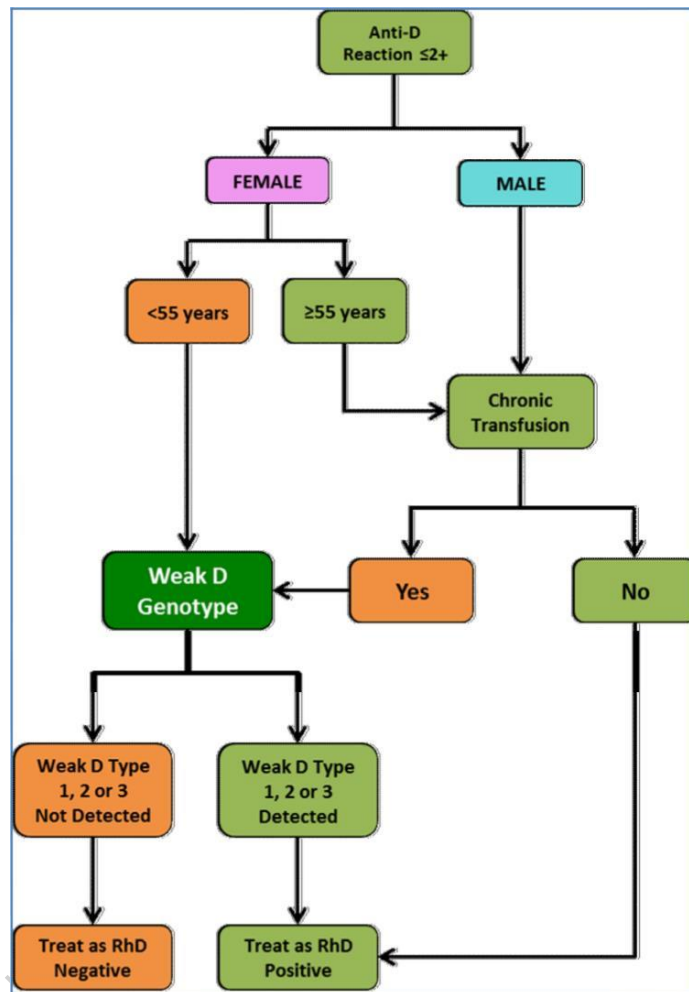 Anti-D
Reaction ≤2+
FEMALE
MALE
<55 years
≥55 years
Chronic
Transfusion
Weak D
Genotype
Yes
No
Weak D Type
1, 2 or 3
Not Detected
Weak D Type
1, 2 or 3
Detected
Treat as RhD
Negative
Treat as RhD
Positive